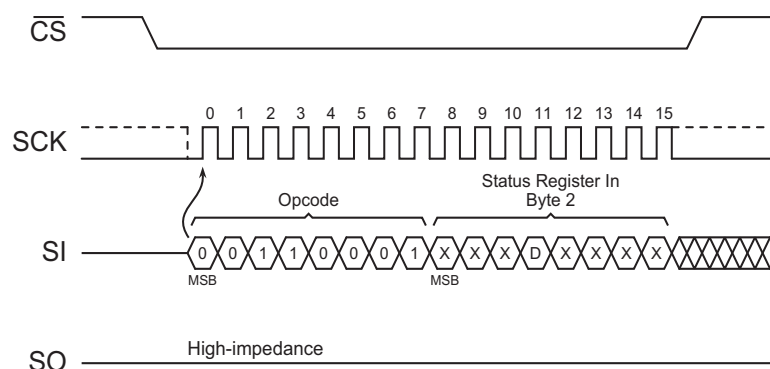 CS
SCK
0 1 2 3 4 5 6 7 8 9 10 11 12 13 14 15
Status Register In
Opcode Byte 2
SI
0 0 1 1 0 0 0 1 X X X D X X X X
MSB MSB
High-impedance
SO